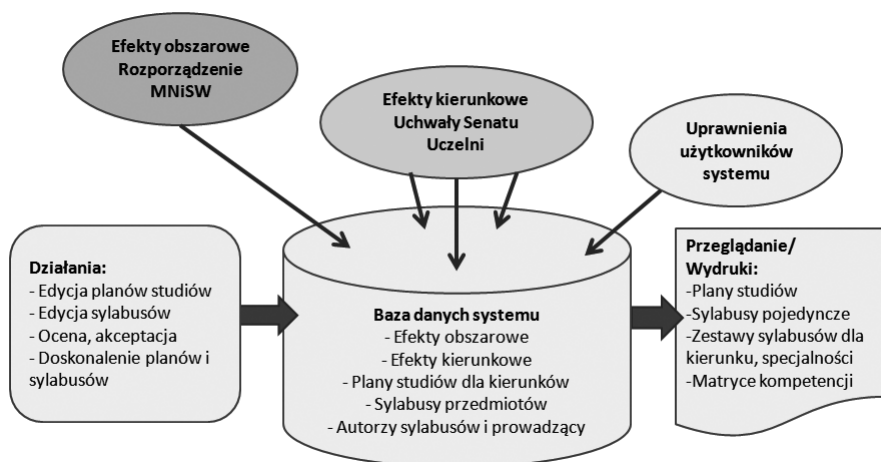 Efekty obszarowe
Rozporządzenie
MNiSW
Efekty kierunkowe
Uchwały Senatu
Uczelni
Uprawnienia
użytkowników
systemu
Działania:
- Edycja planów studiów
- Edycja sylabusów
- Ocena, akceptacja
- Doskonalenie planów i
sylabusów
Baza danych systemu
- Efekty obszarowe
- Efekty kierunkowe
- Plany studiów dla kierunków
- Sylabusy przedmiotów
- Autorzy sylabusów i prowadzący
Przeglądanie/
Wydruki:
-Plany studiów
-Sylabusy pojedyncze
-Zestawy sylabusów dla
kierunku, specjalności
-Matryce kompetencji